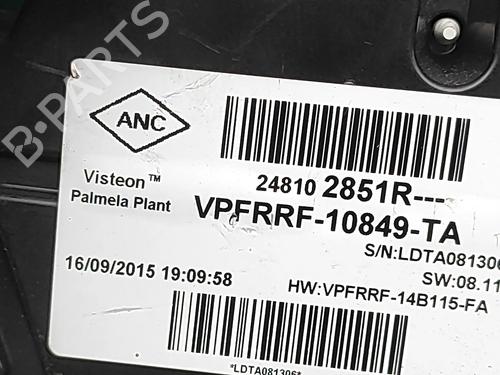 B-PARTS
ANC
Visteon™
Palmela Plant
24810 2851R---
VPFRRF-10849-TA
S/N:LDTA081306
SW:08.11
16/09/2015 19:09:58
HW:VPFRRF-14B115-FA
*LDTA081306*